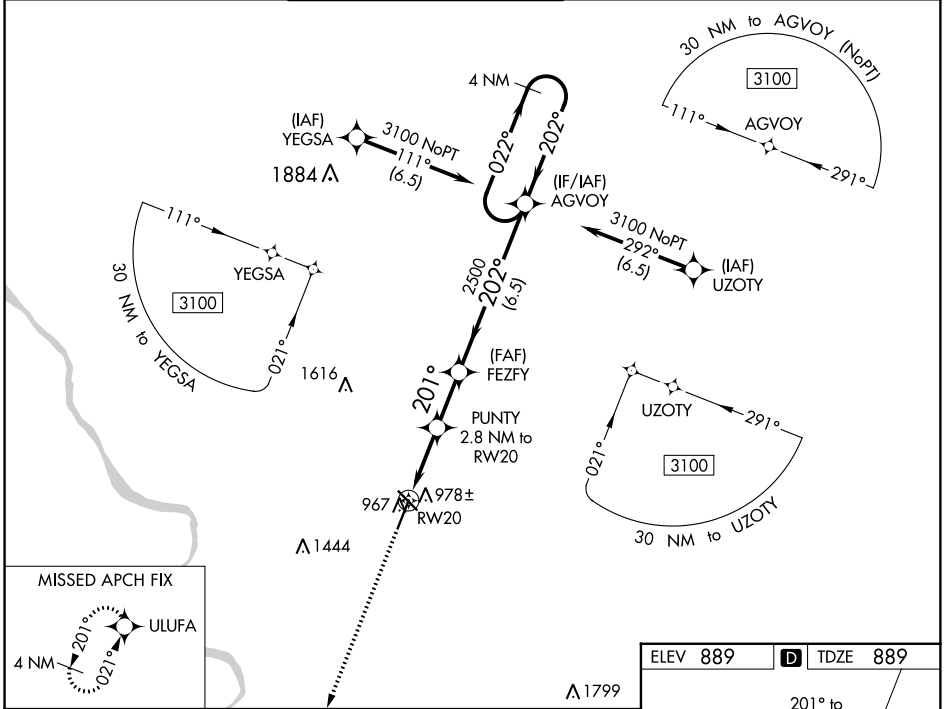 30 NM to AGVOY (NoPT)
3100
111°
AGVOY
291°
4 NM
022°
202°
(IAF)
YEGSA
3100 NoPT
111°
(6.5)
1884
(IF/IAF)
AGVOY
3100 NoPT
292°
(6.5)
(IAF)
UZOTY
111°
YEGSA
3100
021°
30 NM to YEGSA
2500
202°
(6.5)
1616
(FAF)
FEZFY
201°
PUNTY
2.8 NM to
RW20
UZOTY
291°
021°
3100
30 NM to UZOTY
967
978±
RW20
1444
MISSED APCH FIX
ULUFA
201°
021°
4 NM
1799
ELEV 889 D TDZE 889
201° to